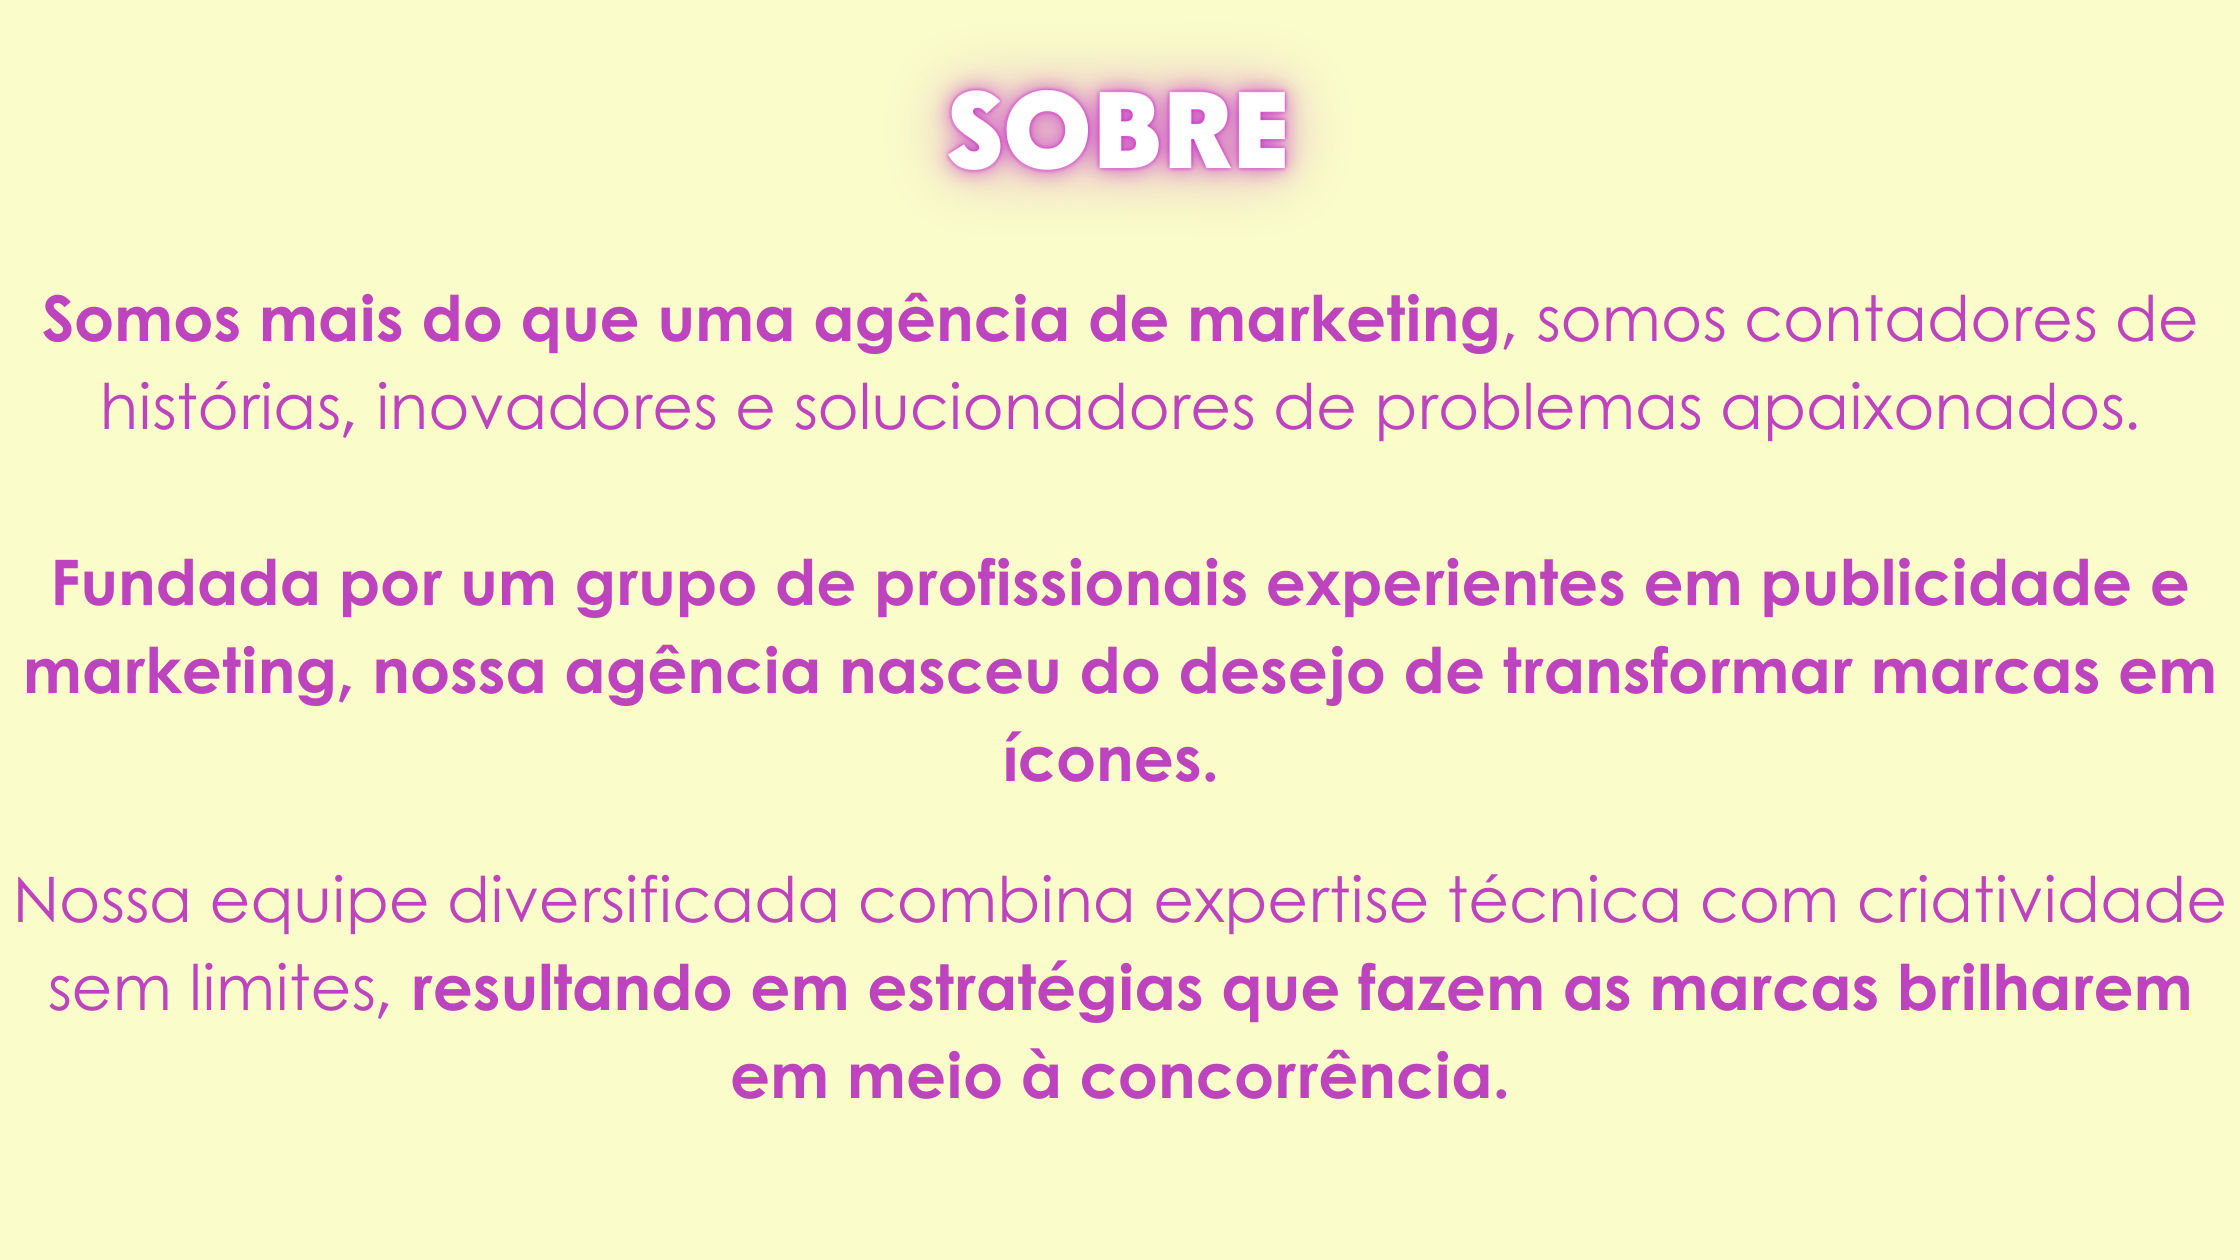 SOBRE
Somos mais do que uma agência de marketing, somos contadores de
histórias, inovadores e solucionadores de problemas apaixonados.
Fundada por um grupo de profissionais experientes em publicidade e
marketing, nossa agência nasceu do desejo de transformar marcas em
ícones.
Nossa equipe diversificada combina expertise técnica com criatividade
sem limites, resultando em estratégias que fazem as marcas brilharem
em meio à concorrência.